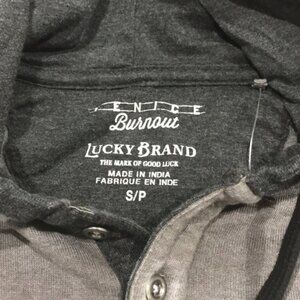 VENICE
Burnout
LUCKY BRAND
THE MARK OF GOOD LUCK
MADE IN INDIA
FABRIQUE EN INDE
S/P